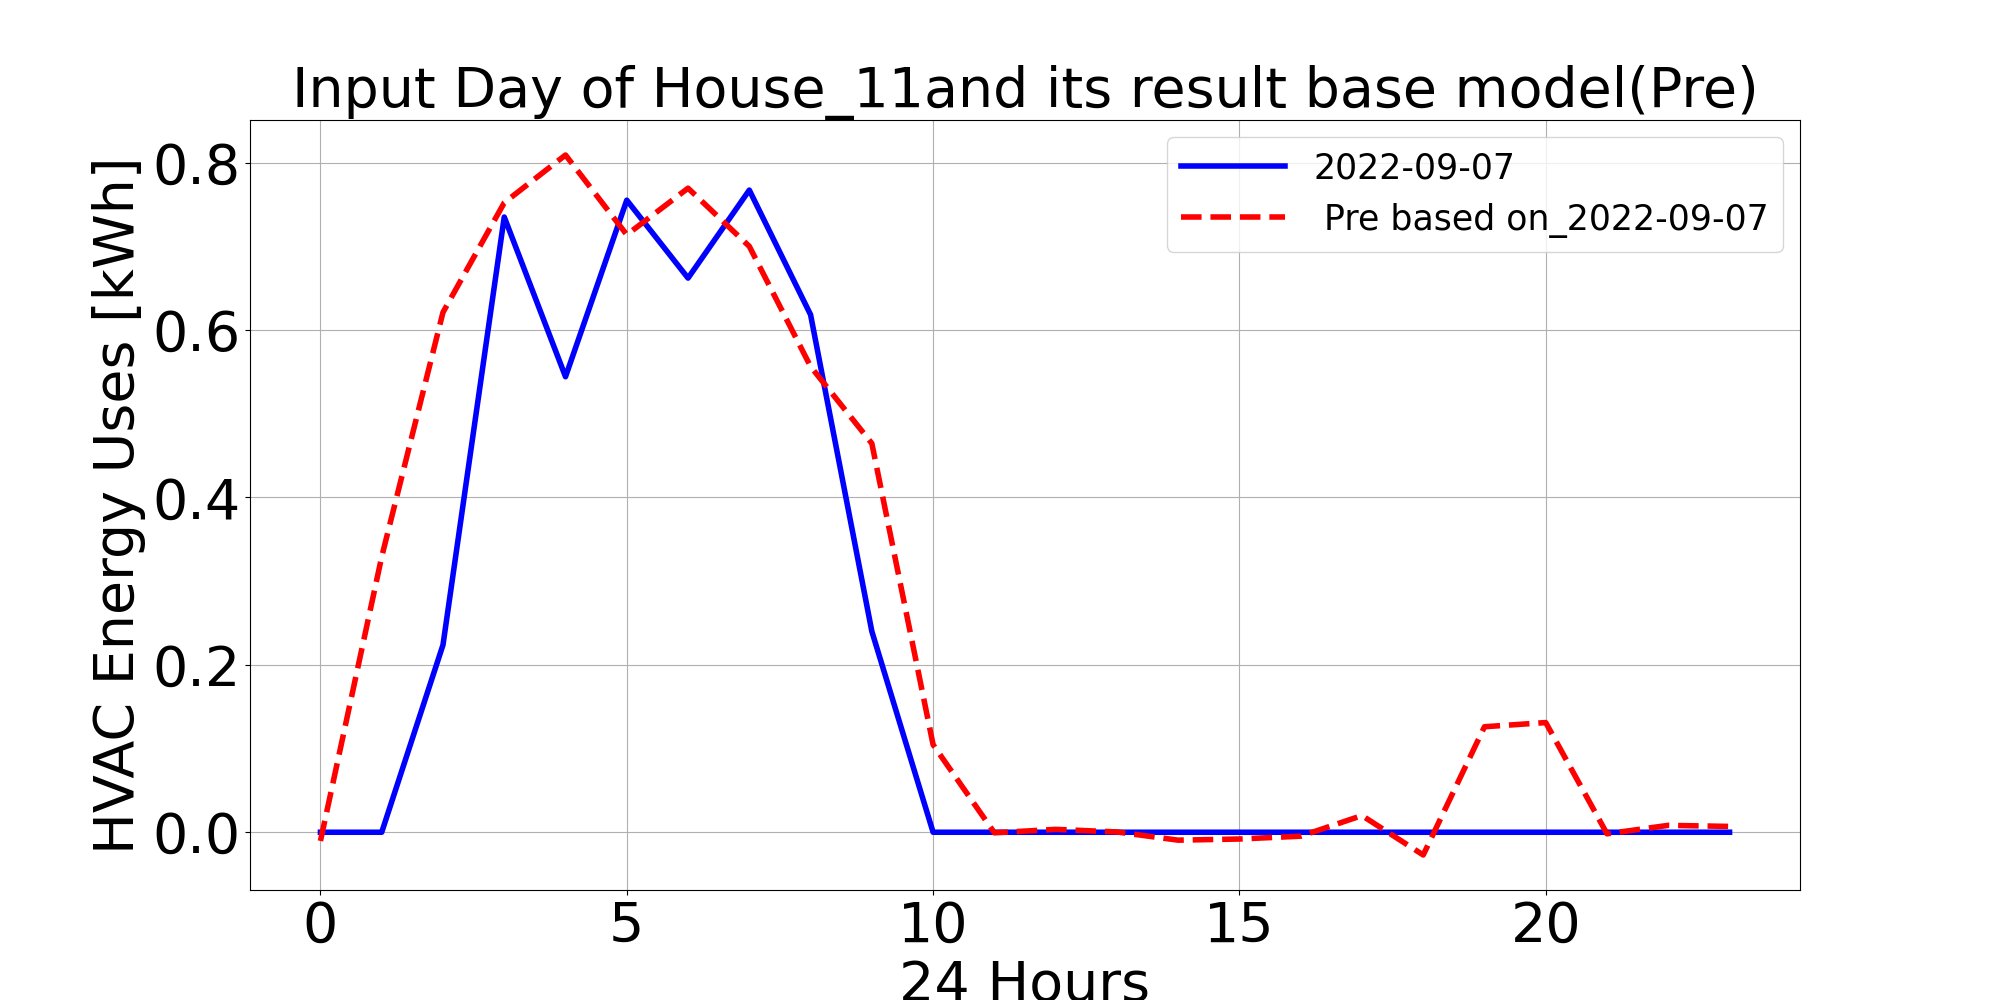 Input Day of House_11and its result base model(Pre)
HVAC Energy Uses [kWh]
0.8
0.6
0.4
0.2
0.0
2022-09-07
Pre based on_2022-09-07
0 5 10 15 20
24 Hours